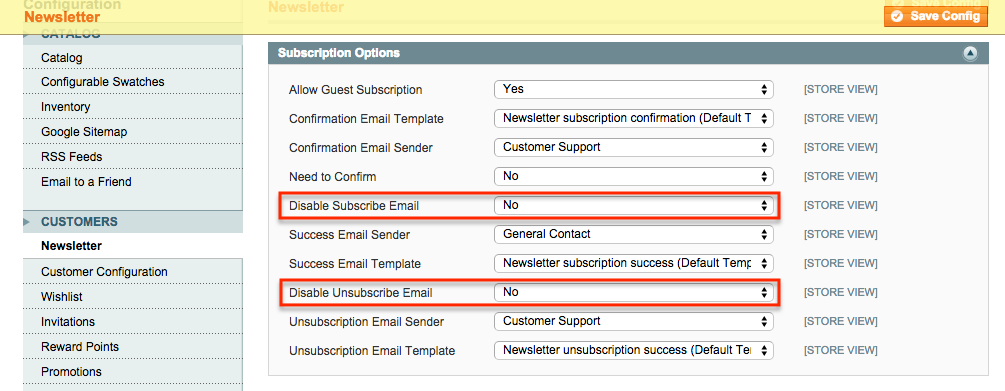 Configuration
Newsletter
Newsletter
Save Config
CATALOG
Catalog
Configurable Swatches
Inventory
Google Sitemap
RSS Feeds
Email to a Friend
CUSTOMERS
Newsletter
Customer Configuration
Wishlist
Invitations
Reward Points
Promotions
Subscription Options
Allow Guest Subscription Yes [STORE VIEW]
Confirmation Email Template Newsletter subscription confirmation (Default T [STORE VIEW]
Confirmation Email Sender Customer Support [STORE VIEW]
Need to Confirm No [STORE VIEW]
Disable Subscribe Email No [STORE VIEW]
Success Email Sender General Contact [STORE VIEW]
Success Email Template Newsletter subscription success (Default Temp [STORE VIEW]
Disable Unsubscribe Email No [STORE VIEW]
Unsubscription Email Sender Customer Support [STORE VIEW]
Unsubscription Email Template Newsletter unsubscription success (Default Te [STORE VIEW]